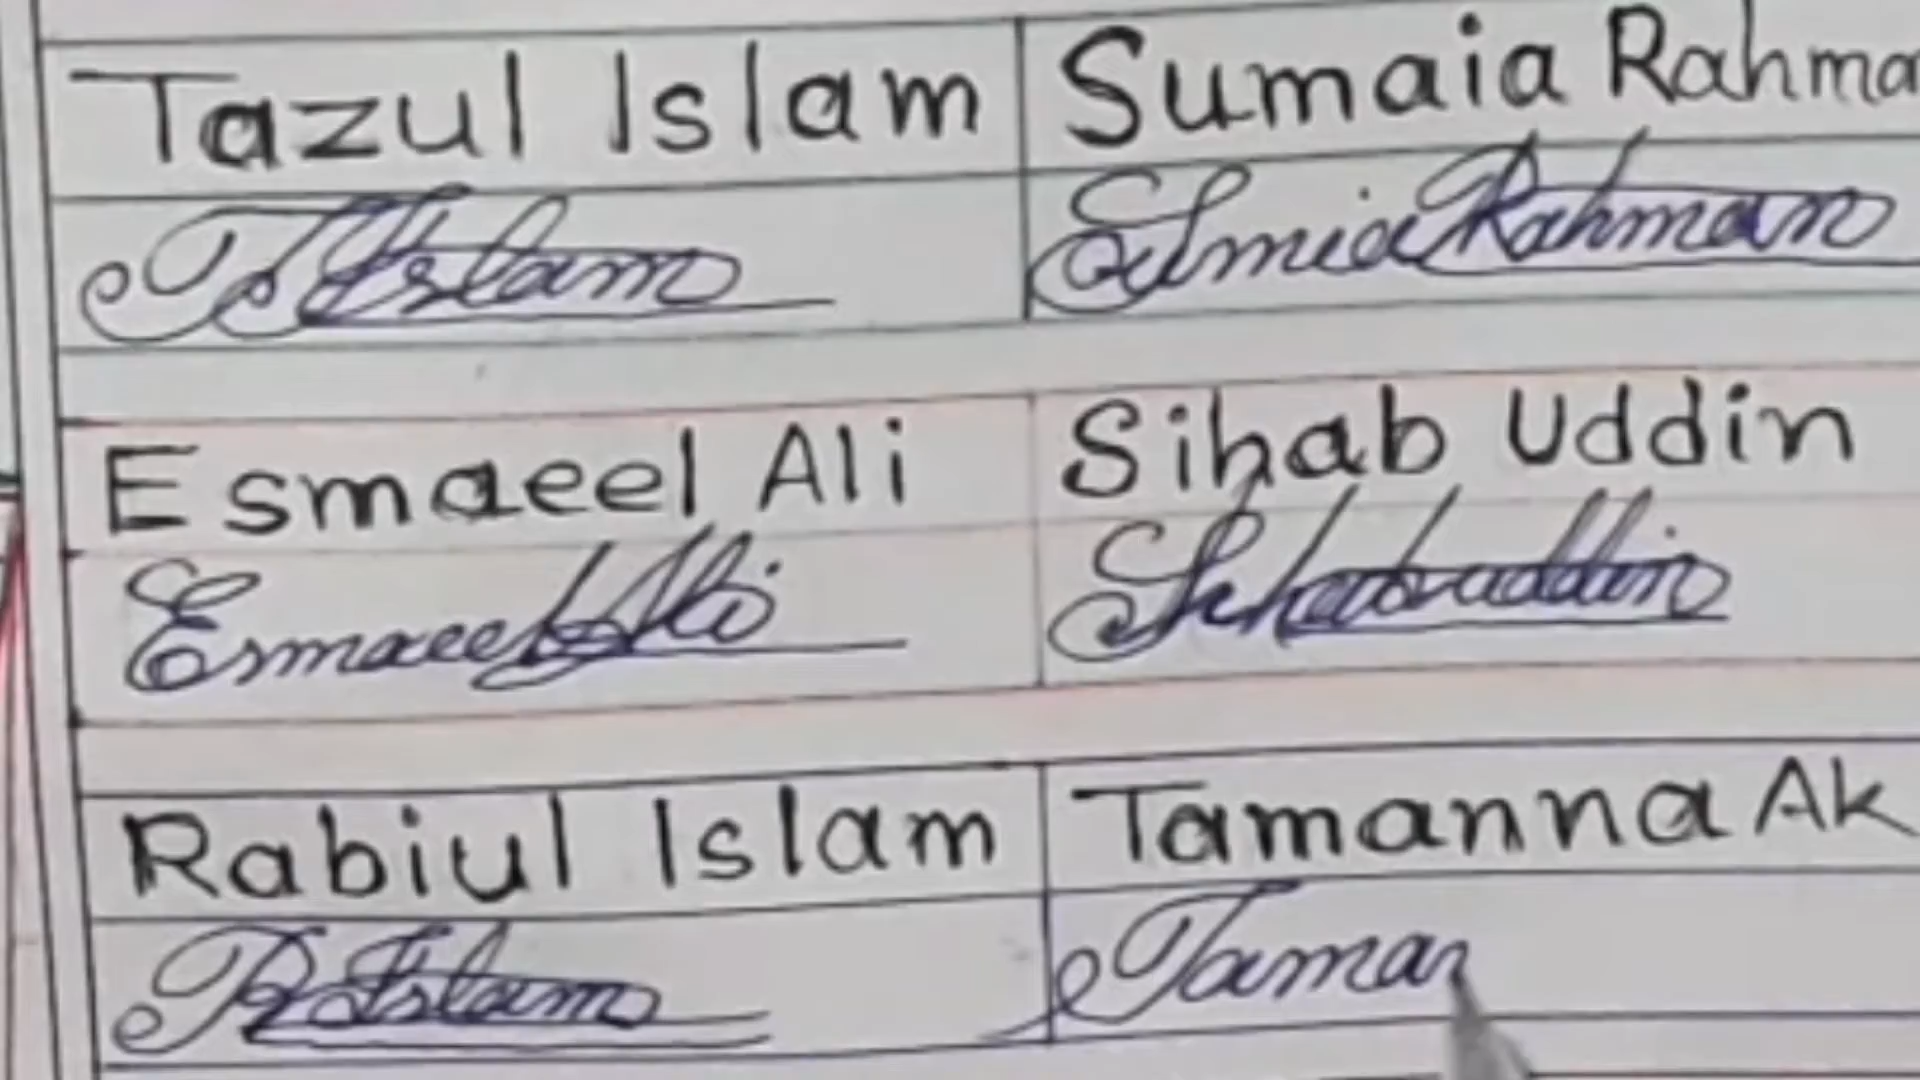 Tazul Islam
Sumaia Rahma
T Islam
Sumia Rahman
Esmaeel Ali
Sihab Uddin
Esmaeel Ali
Sihabuddin
Rabiul Islam
Tamanna Ak
R Islam
Taman